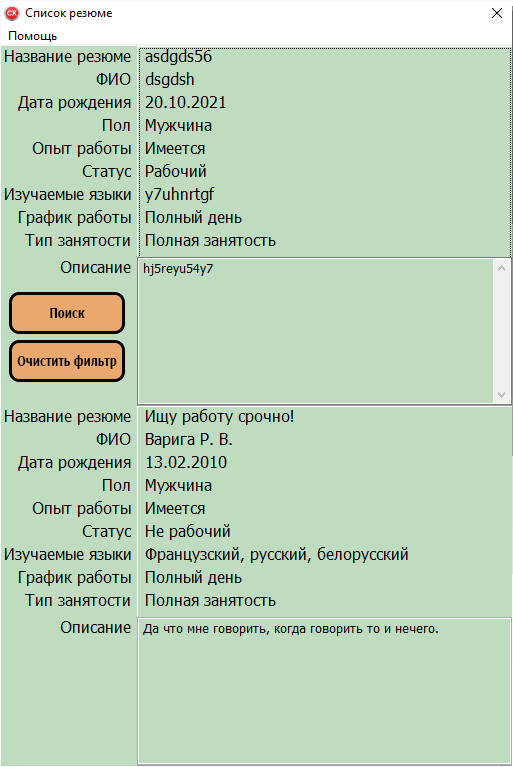 CX Список резюме
Помощь
Название резюме asdgds56
ФИО dsgdsh
Дата рождения 20.10.2021
Пол Мужчина
Опыт работы Имеется
Статус Рабочий
Изучаемые языки y7uhnrtgf
График работы Полный день
Тип занятости Полная занятость
Описание hj5reyu54y7
Поиск
Очистить фильтр
Название резюме Ищу работу срочно!
ФИО Варига Р. В.
Дата рождения 13.02.2010
Пол Мужчина
Опыт работы Имеется
Статус Не рабочий
Изучаемые языки Французский, русский, белорусский
График работы Полный день
Тип занятости Полная занятость
Описание Да что мне говорить, когда говорить то и нечего.